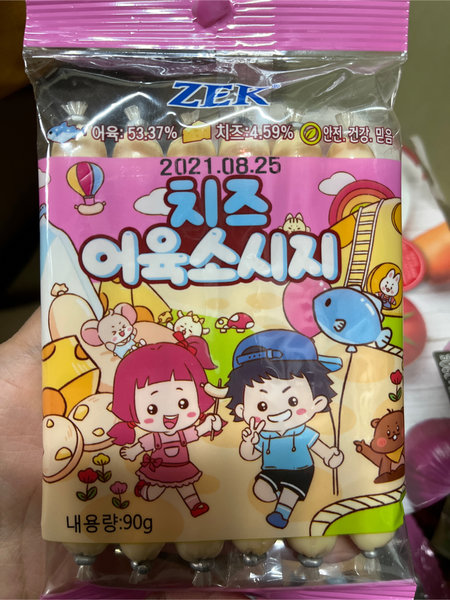 ZEK
어육: 53.37% 치즈:4.59% 안전. 건강. 믿음
2021.08.25
치즈
어육소시지
내용량:90g